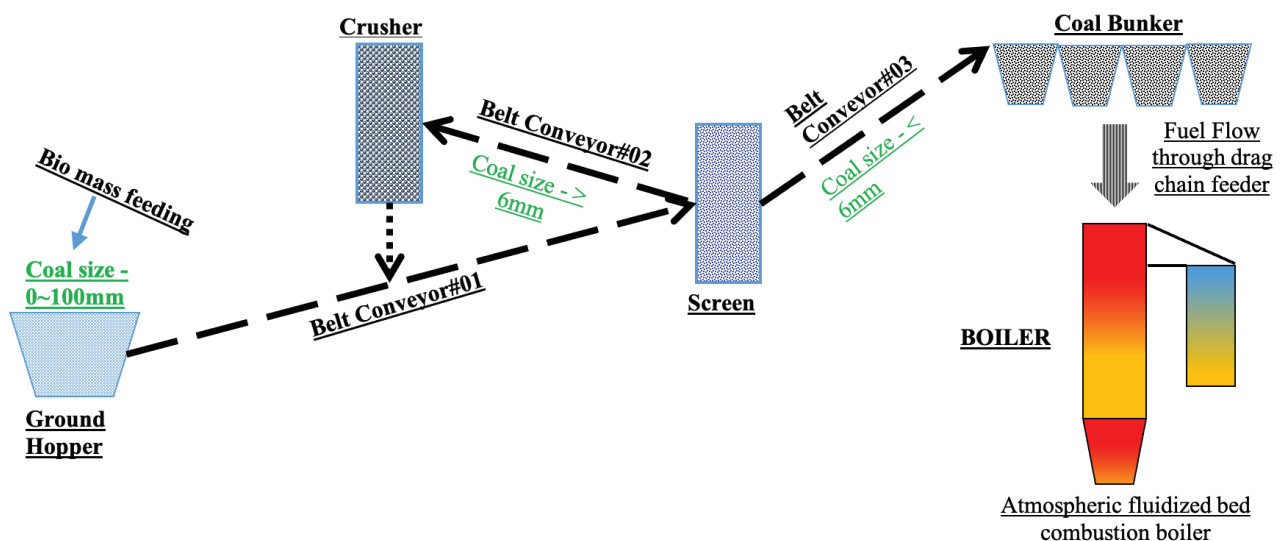 Crusher
Coal Bunker
Belt Conveyor#02
Belt
Conveyor#03
Coal size - >
6mm
Coal size - <
6mm
Fuel Flow
through drag
chain feeder
Bio mass feeding
Coal size -
0~100mm
Belt Conveyor#01
Screen
BOILER
Ground
Hopper
Atmospheric fluidized bed
combustion boiler